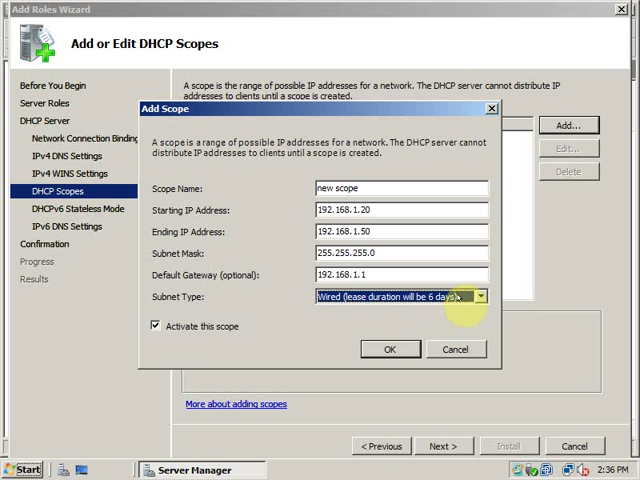 Add Roles Wizard
Add or Edit DHCP Scopes
Before You Begin
Server Roles
DHCP Server
Network Connection Binding
IPv4 DNS Settings
IPv4 WINS Settings
DHCP Scopes
DHCPv6 Stateless Mode
IPv6 DNS Settings
Confirmation
Progress
Results
A scope is the range of possible IP addresses for a network. The DHCP server cannot distribute IP
addresses to clients until a scope is created.
Add...
Edit...
Delete
Add Scope
A scope is a range of possible IP addresses for a network. The DHCP server cannot
distribute IP addresses to clients until a scope is created.
Scope Name: new scope
Starting IP Address: 192.168.1.20
Ending IP Address: 192.168.1.50
Subnet Mask: 255.255.255.0
Default Gateway (optional): 192.168.1.1
Subnet Type: Wired (lease duration will be 6 days)
Activate this scope
OK
Cancel
More about adding scopes
< Previous
Next >
Install
Cancel
Start
Server Manager
2:36 PM